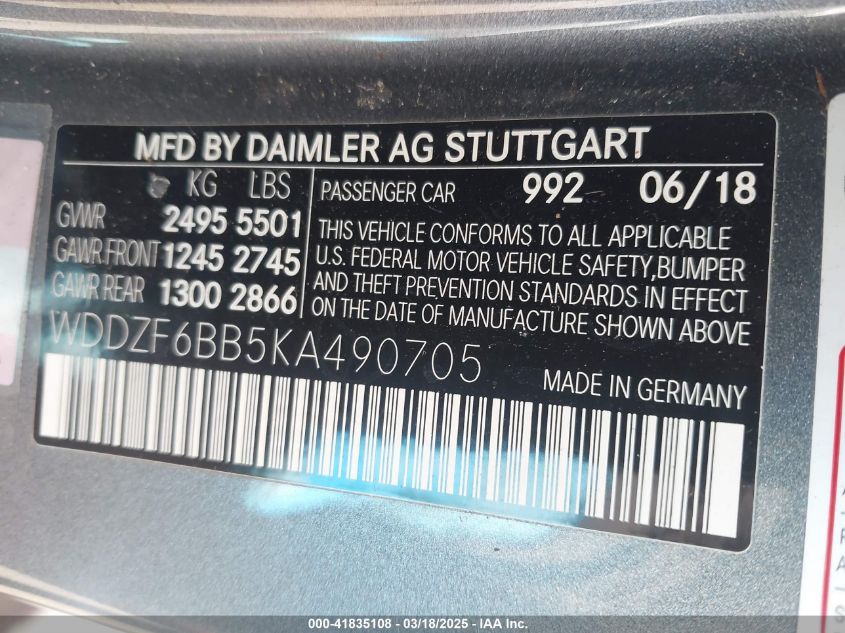 MFD BY DAIMLER AG STUTTGART
KG LBS
GVWR 2495 5501
GAWR FRONT 1245 2745
GAWR REAR 1300 2866
PASSENGER CAR 992 06/18
THIS VEHICLE CONFORMS TO ALL APPLICABLE
U.S. FEDERAL MOTOR VEHICLE SAFETY,BUMPER
AND THEFT PREVENTION STANDARDS IN EFFECT
ON THE DATE OF MANUFACTURE SHOWN ABOVE
WDDZF6BB5KA490705
MADE IN GERMANY
000-41835108 - 03/18/2025 - IAA Inc.